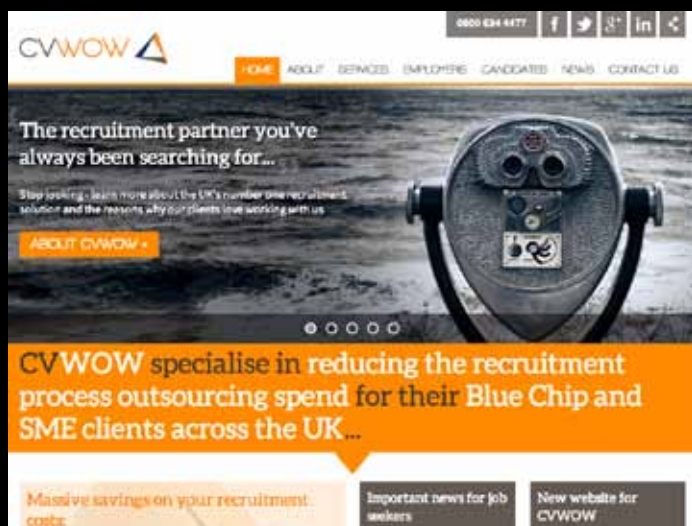 0800 634 4477
CVWOW
HOME ABOUT SERVICES EMPLOYERS CANDIDATES NEWS CONTACT US
The recruitment partner you've
always been searching for...
Stop looking - learn more about the UK's number one recruitment
solution and the reasons why our clients love working with us
ABOUT CVWOW »
CVWOW specialise in reducing the recruitment
process outsourcing spend for their Blue Chip and
SME clients across the UK...
Massive savings on your recruitment
costs
Important news for job
seekers
New website for
CVWOW